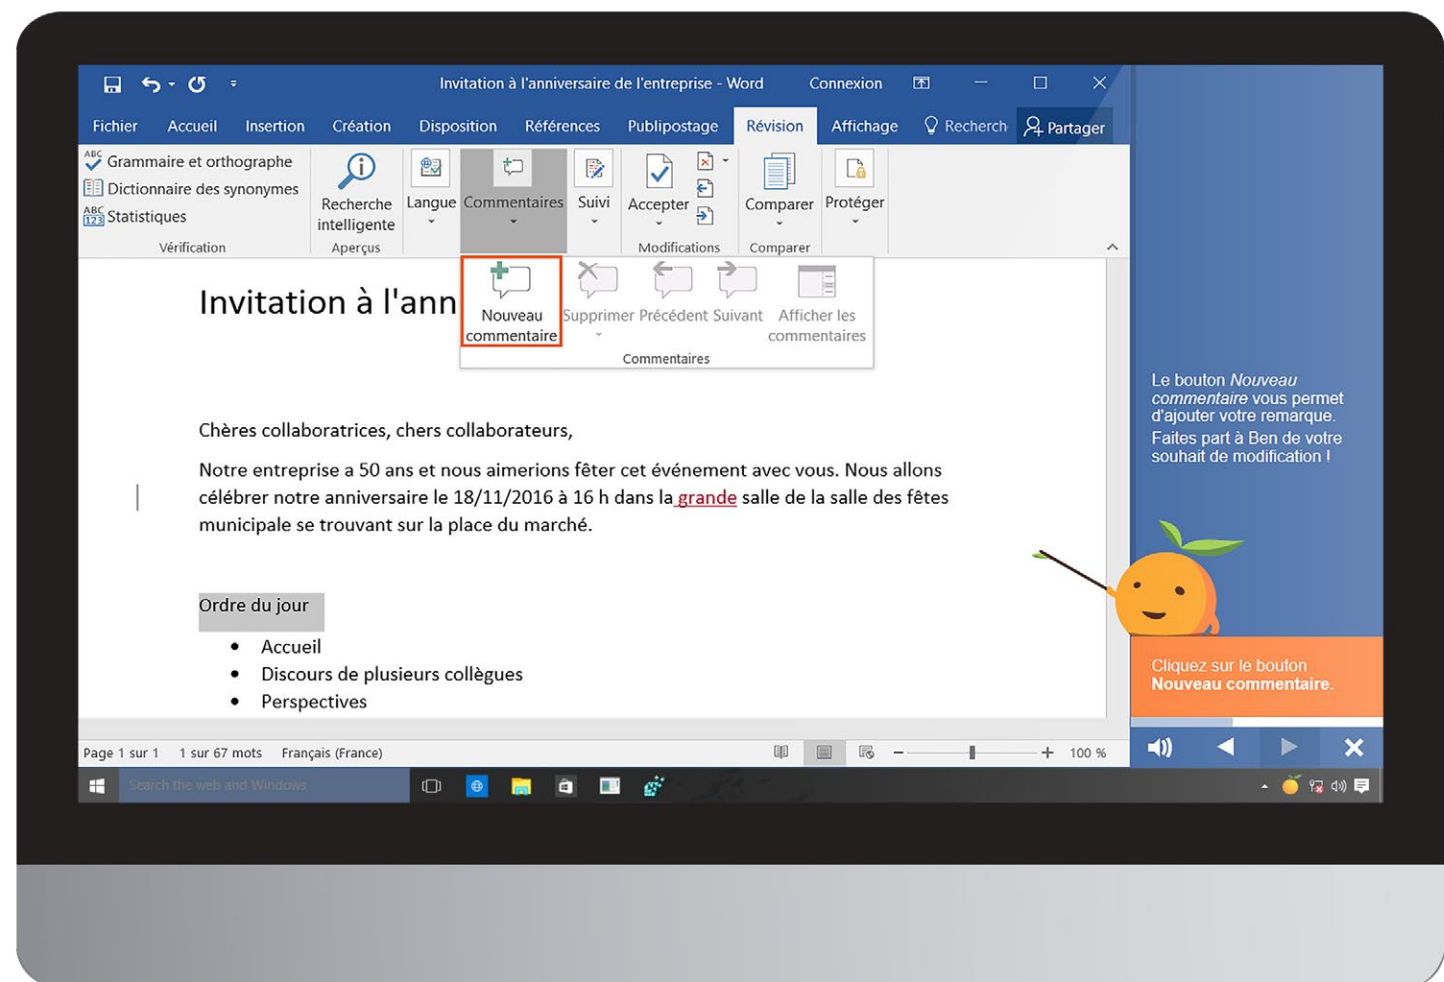 Invitation à l'anniversaire de l'entreprise - Word Connexion
Fichier Accueil Insertion Création Disposition Références Publipostage Révision Affichage Recherch Partager
ABC Grammaire et orthographe
Dictionnaire des synonymes
ABC 123 Statistiques
Vérification
Recherche
intelligente
Aperçus
Langue
Commentaires
Suivi
Accepter
Modifications
Comparer
Comparer
Protéger
Nouveau
commentaire
Supprimer
Précédent
Suivant
Afficher les
commentaires
Commentaires
Invitation à l'ann
Chères collaboratrices, chers collaborateurs,
Notre entreprise a 50 ans et nous aimerions fêter cet événement avec vous. Nous allons
célébrer notre anniversaire le 18/11/2016 à 16 h dans la grande salle de la salle des fêtes
municipale se trouvant sur la place du marché.
Ordre du jour
• Accueil
• Discours de plusieurs collègues
• Perspectives
Page 1 sur 1 1 sur 67 mots Français (France) 100 %
Search the web and Windows
Le bouton Nouveau
commentaire vous permet
d'ajouter votre remarque.
Faites part à Ben de votre
souhait de modification !
Cliquez sur le bouton
Nouveau commentaire.